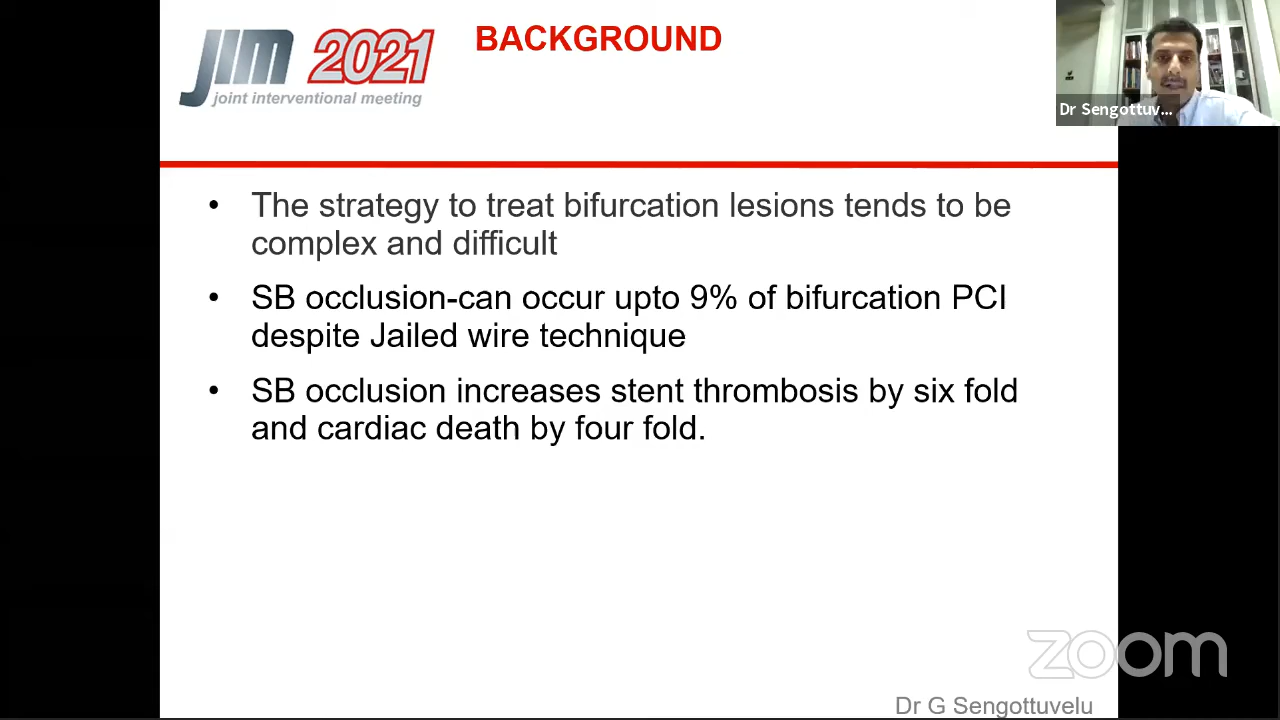 JIM 2021
joint interventional meeting
BACKGROUND
Dr Sengottuv...
• The strategy to treat bifurcation lesions tends to be
complex and difficult
• SB occlusion-can occur upto 9% of bifurcation PCI
despite Jailed wire technique
• SB occlusion increases stent thrombosis by six fold
and cardiac death by four fold.
zoom
Dr G Sengottuvelu